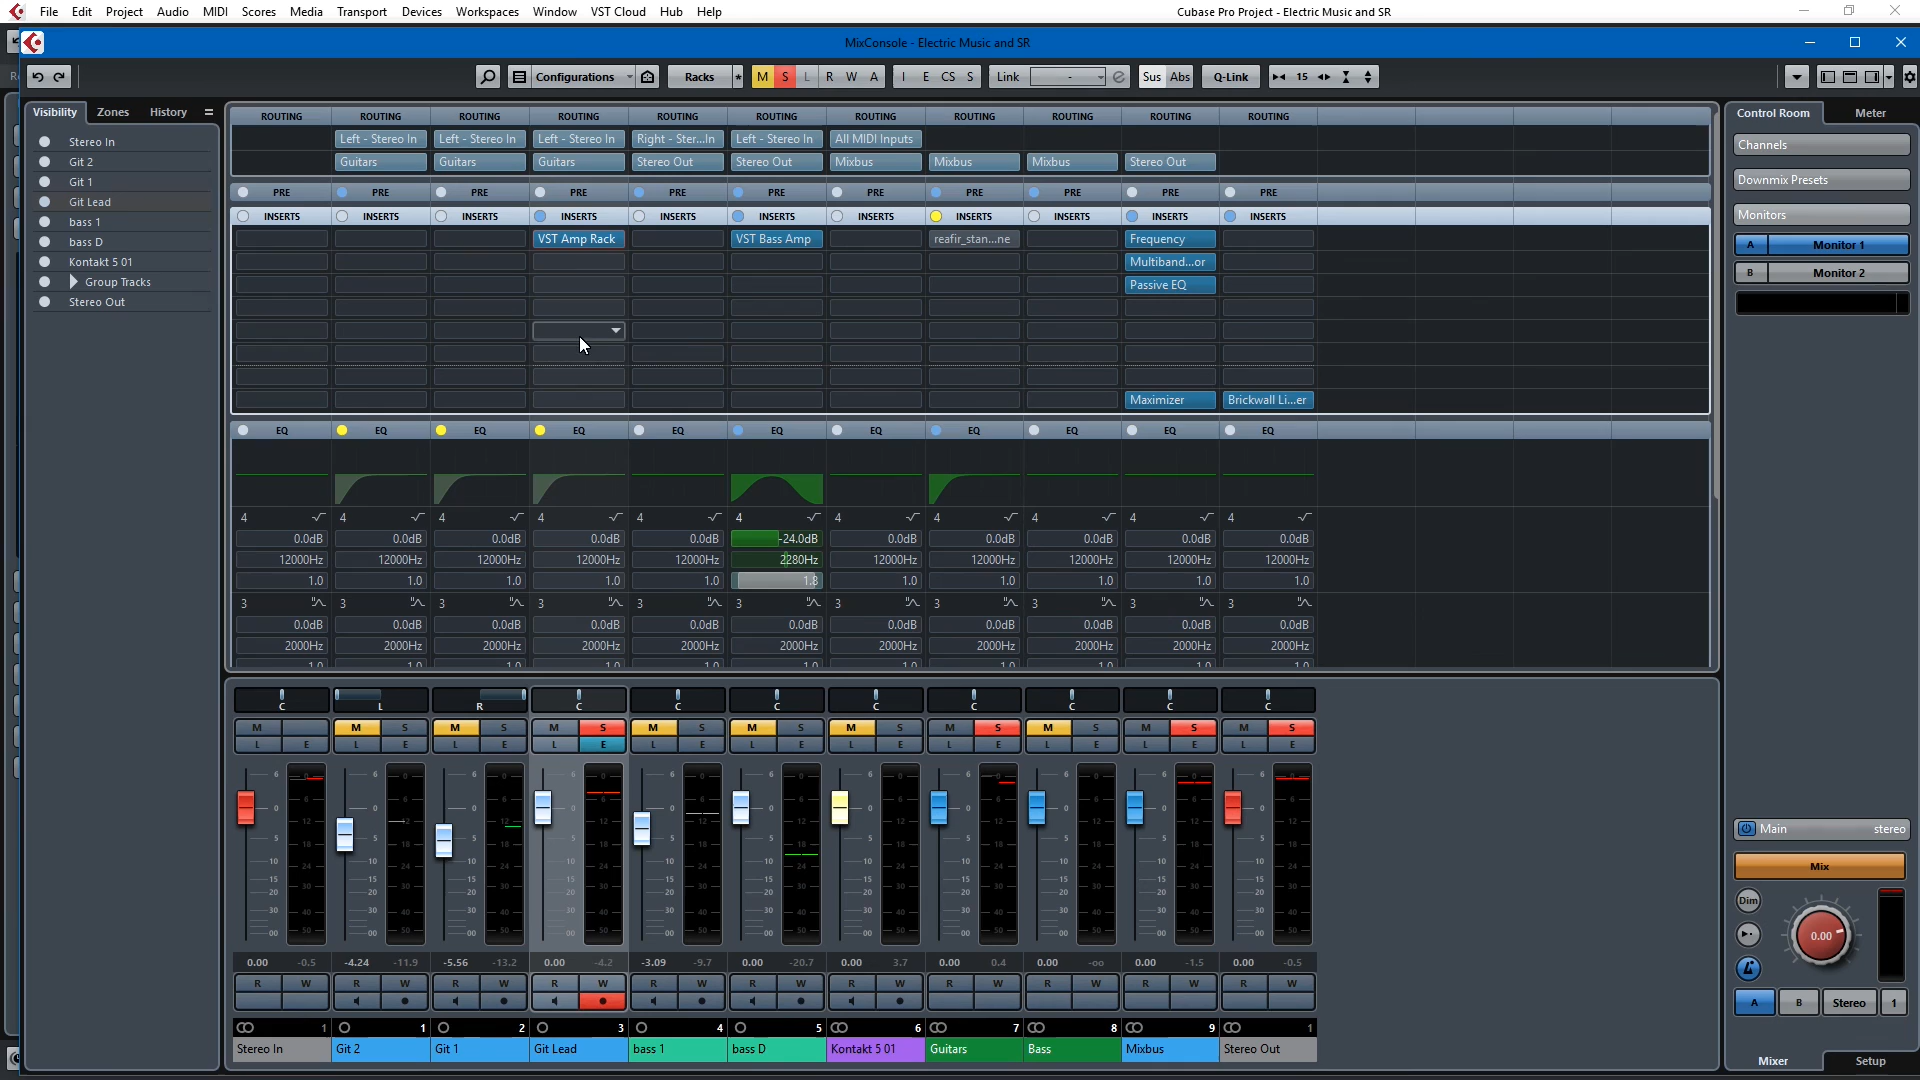 File Edit Project Audio MIDI Scores Media Transport Devices Workspaces Window VST Cloud Hub Help
Cubase Pro Project - Electric Music and SR
MixConsole - Electric Music and SR
Configurations Racks * M S L R W A I E CS S Link - Sus Abs Q-Link 15
Visibility Zones History
Stereo In
Git 2
Git 1
Git Lead
bass 1
bass D
Kontakt 5 01
Group Tracks
Stereo Out
ROUTING ROUTING ROUTING ROUTING ROUTING ROUTING ROUTING ROUTING ROUTING ROUTING ROUTING
Left - Stereo In Left - Stereo In Left - Stereo In Right - Ster...In Left - Stereo In All MIDI Inputs
Guitars Guitars Guitars Stereo Out Stereo Out Mixbus Mixbus Mixbus Stereo Out
PRE PRE PRE PRE PRE PRE PRE PRE PRE PRE PRE
INSERTS INSERTS INSERTS INSERTS INSERTS INSERTS INSERTS INSERTS INSERTS INSERTS INSERTS
VST Amp Rack VST Bass Amp reafir_stan...ne Frequency
Multiband...or
Passive EQ
Maximizer Brickwall Li...er
EQ EQ EQ EQ EQ EQ EQ EQ EQ EQ EQ
4 4 4 4 4 4 4 4 4 4 4
0.0dB 0.0dB 0.0dB 0.0dB 0.0dB -24.0dB 0.0dB 0.0dB 0.0dB 0.0dB 0.0dB
12000Hz 12000Hz 12000Hz 12000Hz 12000Hz 2280Hz 12000Hz 12000Hz 12000Hz 12000Hz 12000Hz
1.0 1.0 1.0 1.0 1.0 1.8 1.0 1.0 1.0 1.0 1.0
3 3 3 3 3 3 3 3 3 3 3
0.0dB 0.0dB 0.0dB 0.0dB 0.0dB 0.0dB 0.0dB 0.0dB 0.0dB 0.0dB 0.0dB
2000Hz 2000Hz 2000Hz 2000Hz 2000Hz 2000Hz 2000Hz 2000Hz 2000Hz 2000Hz 2000Hz
C L R C C C C C C C C
M M S M S M S M S M S M S M S M S M S M S
L E L E L E L E L E L E L E L E L E L E L E
0.00 -0.5 -4.24 -11.9 -5.56 -13.2 0.00 -4.2 -3.09 -9.7 0.00 -20.7 0.00 3.7 0.00 0.4 0.00 -oo 0.00 -1.5 0.00 -0.5
R W R W R W R W R W R W R W R W R W R W R W
1 1 2 3 4 5 6 7 8 9 1
Stereo In Git 2 Git 1 Git Lead bass 1 bass D Kontakt 5 01 Guitars Bass Mixbus Stereo Out
Control Room Meter
Channels
Downmix Presets
Monitors
A Monitor 1
B Monitor 2
Main stereo
Mix
Dim
0.00
A B Stereo 1
Mixer Setup